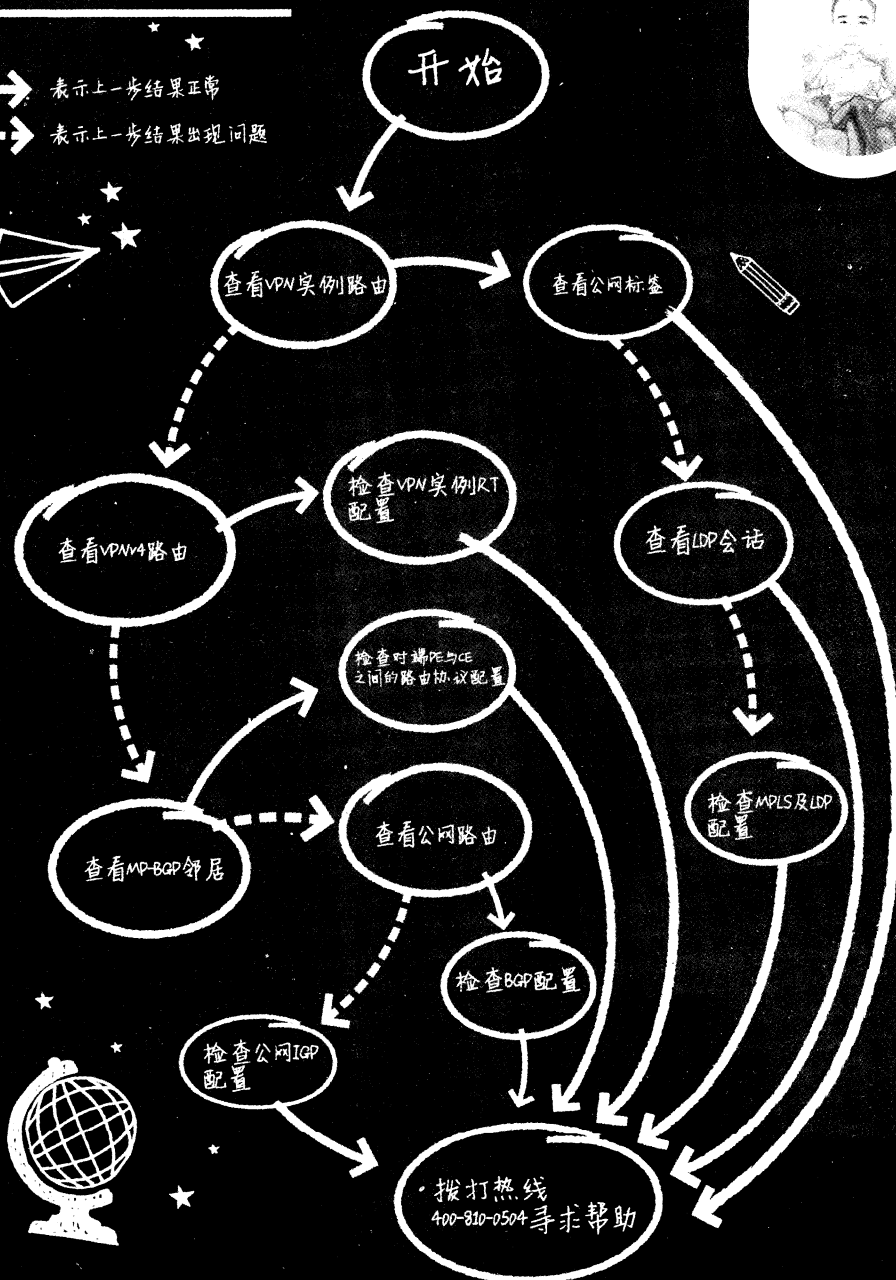 开始
表示上一步结果正常
表示上一步结果出现问题
查看VPN实例路由
查看公网标签
检查VPN实例RT
配置
查看VPNv4路由
查看LDP会话
检查对端PE与CE
之间的路由协议配置
检查MPLS及LDP
配置
查看公网路由
查看MP-BGP邻居
检查BGP配置
检查公网IGP
配置
·拨打热线
400-810-0504寻求帮助